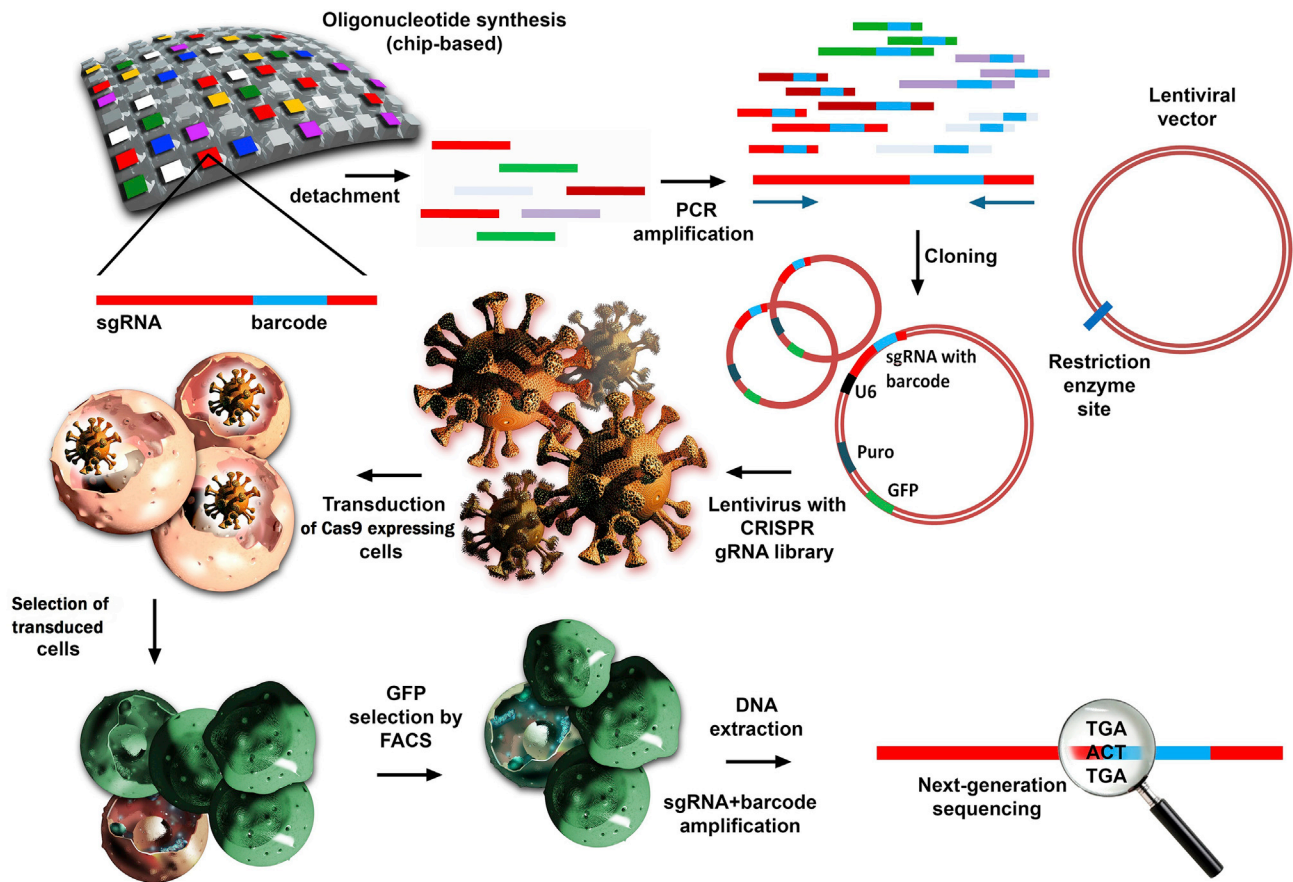 Oligonucleotide synthesis
(chip-based)
detachment
PCR
amplification
Lentiviral
vector
sgRNA
barcode
Cloning
Restriction
enzyme
site
sgRNA with
barcode
U6
Puro
GFP
Lentivirus with
CRISPR
gRNA library
Transduction
of Cas9 expressing
cells
Selection of
transduced
cells
GFP
selection by
FACS
DNA
extraction
sgRNA+barcode
amplification
Next-generation
sequencing
TGA
ACT
TGA